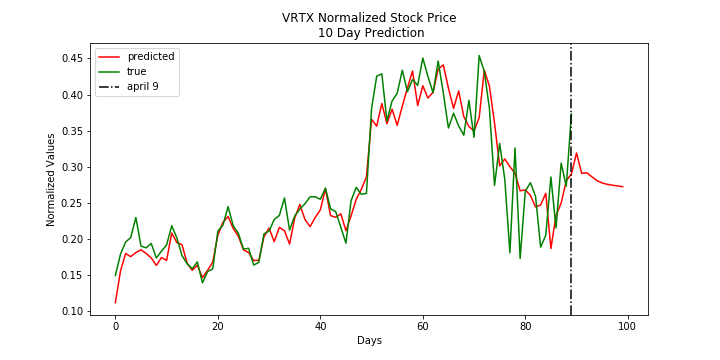 VRTX Normalized Stock Price
10 Day Prediction
predicted
true
april 9
Normalized Values
0.45
0.40
0.35
0.30
0.25
0.20
0.15
0.10
0 20 40 60 80 100
Days